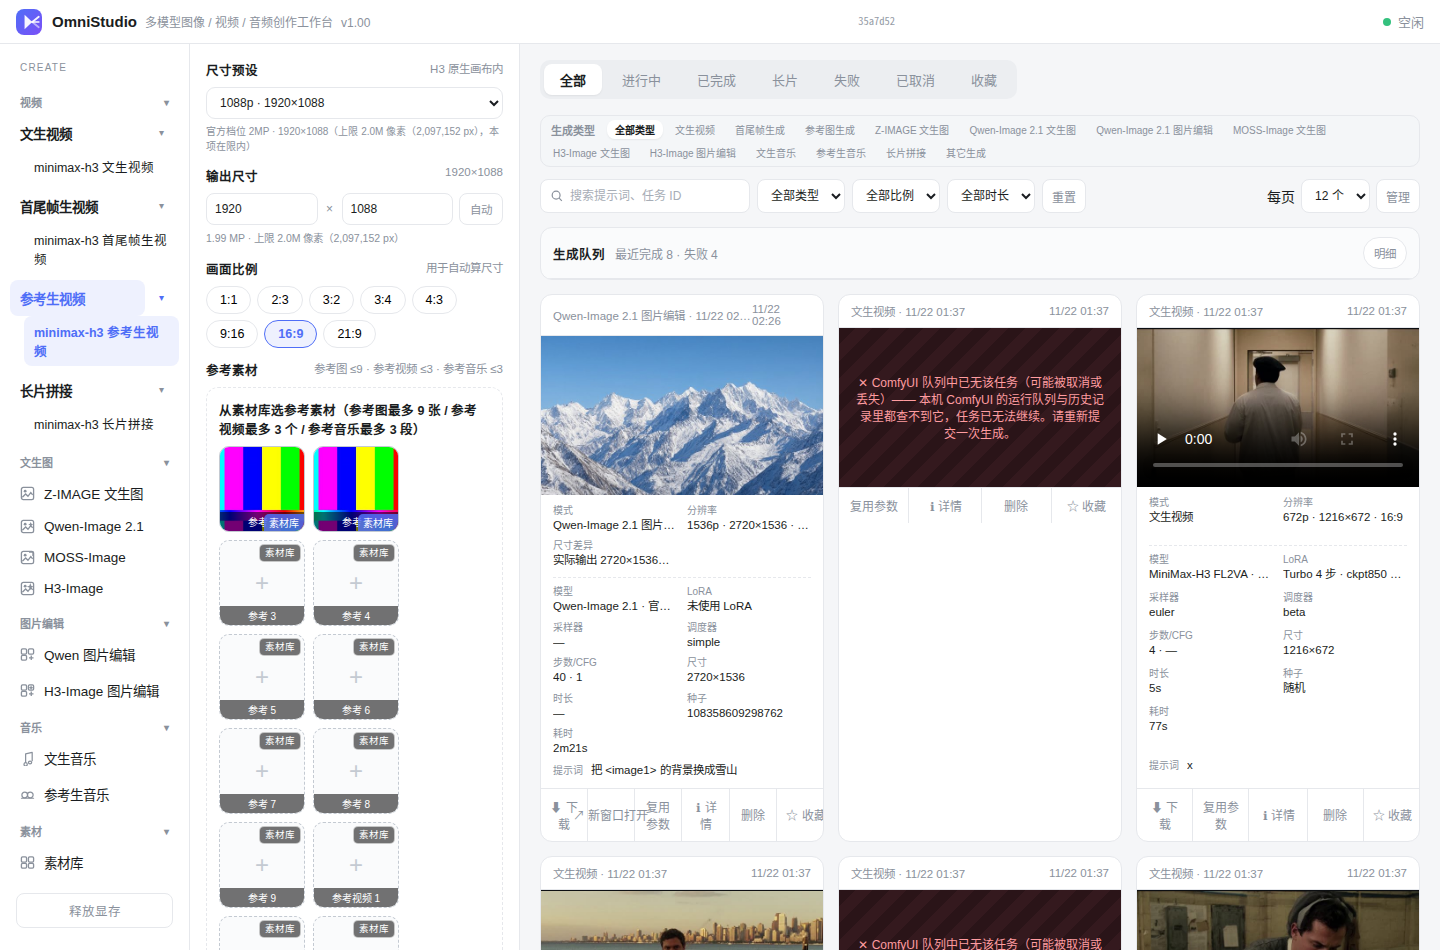 OmniStudio 多模型图像 / 视频 / 音频创作工作台 v1.00
35a7d52
空闲
CREATE
视频
文生视频
minimax-h3 文生视频
首尾帧生视频
minimax-h3 首尾帧生视
频
参考生视频
minimax-h3 参考生视
频
长片拼接
minimax-h3 长片拼接
文生图
Z-IMAGE 文生图
Qwen-Image 2.1
MOSS-Image
H3-Image
图片编辑
Qwen 图片编辑
H3-Image 图片编辑
音乐
文生音乐
参考生音乐
素材
素材库
释放显存
尺寸预设 H3 原生画布内
1088p · 1920×1088
官方档位 2MP · 1920×1088（上限 2.0M 像素（2,097,152 px），本
项在限内）
输出尺寸 1920×1088
1920 × 1088 自动
1.99 MP · 上限 2.0M 像素（2,097,152 px）
画面比例 用于自动算尺寸
1:1 2:3 3:2 3:4 4:3
9:16 16:9 21:9
参考素材 参考图 ≤9 · 参考视频 ≤3 · 参考音乐 ≤3
从素材库选参考素材（参考图最多 9 张 / 参考
视频最多 3 个 / 参考音乐最多 3 段）
素材库 素材库
素材库 素材库
+ +
参考 3 参考 4
素材库 素材库
+ +
参考 5 参考 6
素材库 素材库
+ +
参考 7 参考 8
素材库 素材库
+ +
参考 9 参考视频 1
素材库 素材库
全部 进行中 已完成 长片 失败 已取消 收藏
生成类型 全部类型 文生视频 首尾帧生成 参考图生成 Z-IMAGE 文生图 Qwen-Image 2.1 文生图 Qwen-Image 2.1 图片编辑 MOSS-Image 文生图
H3-Image 文生图 H3-Image 图片编辑 文生音乐 参考生音乐 长片拼接 其它生成
搜索提示词、任务 ID 全部类型 全部比例 全部时长 重置 每页 12 个 管理
生成队列 最近完成 8 · 失败 4 明细
Qwen-Image 2.1 图片编辑 · 11/22 02… 11/22
02:26
模式 分辨率
Qwen-Image 2.1 图片… 1536p · 2720×1536 · …
尺寸差异
实际输出 2720×1536…
模型 LoRA
Qwen-Image 2.1 · 官… 未使用 LoRA
采样器 调度器
— simple
步数/CFG 尺寸
40 · 1 2720×1536
时长 种子
— 108358609298762
耗时
2m21s
提示词 把 <image1> 的背景换成雪山
⬇ 下
载 ↗ 新窗口打开 复用
参数 ℹ 详
情 删除 ☆ 收藏
文生视频 · 11/22 01:37 11/22 01:37
✕ ComfyUI 队列中已无该任务（可能被取消或
丢失）—— 本机 ComfyUI 的运行队列与历史记
录里都查不到它，任务已无法继续。请重新提
交一次生成。
复用参数 ℹ 详情 删除 ☆ 收藏
文生视频 · 11/22 01:37 11/22 01:37
0:00
模式 分辨率
文生视频 672p · 1216×672 · 16:9
模型 LoRA
MiniMax-H3 FL2VA · … Turbo 4 步 · ckpt850 …
采样器 调度器
euler beta
步数/CFG 尺寸
4 · — 1216×672
时长 种子
5s 随机
耗时
77s
提示词 x
⬇ 下
载 复用参
数 ℹ 详情 删除 ☆ 收藏
文生视频 · 11/22 01:37 11/22 01:37
文生视频 · 11/22 01:37 11/22 01:37
✕ ComfyUI 队列中已无该任务（可能被取消或
文生视频 · 11/22 01:37 11/22 01:37